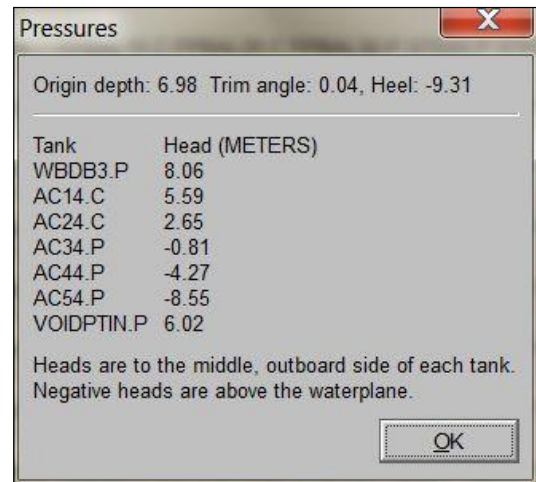 Pressures
Origin depth: 6.98 Trim angle: 0.04, Heel: -9.31
Tank Head (METERS)
WBDB3.P 8.06
AC14.C 5.59
AC24.C 2.65
AC34.P -0.81
AC44.P -4.27
AC54.P -8.55
VOIDPTIN.P 6.02
Heads are to the middle, outboard side of each tank.
Negative heads are above the waterplane.
OK